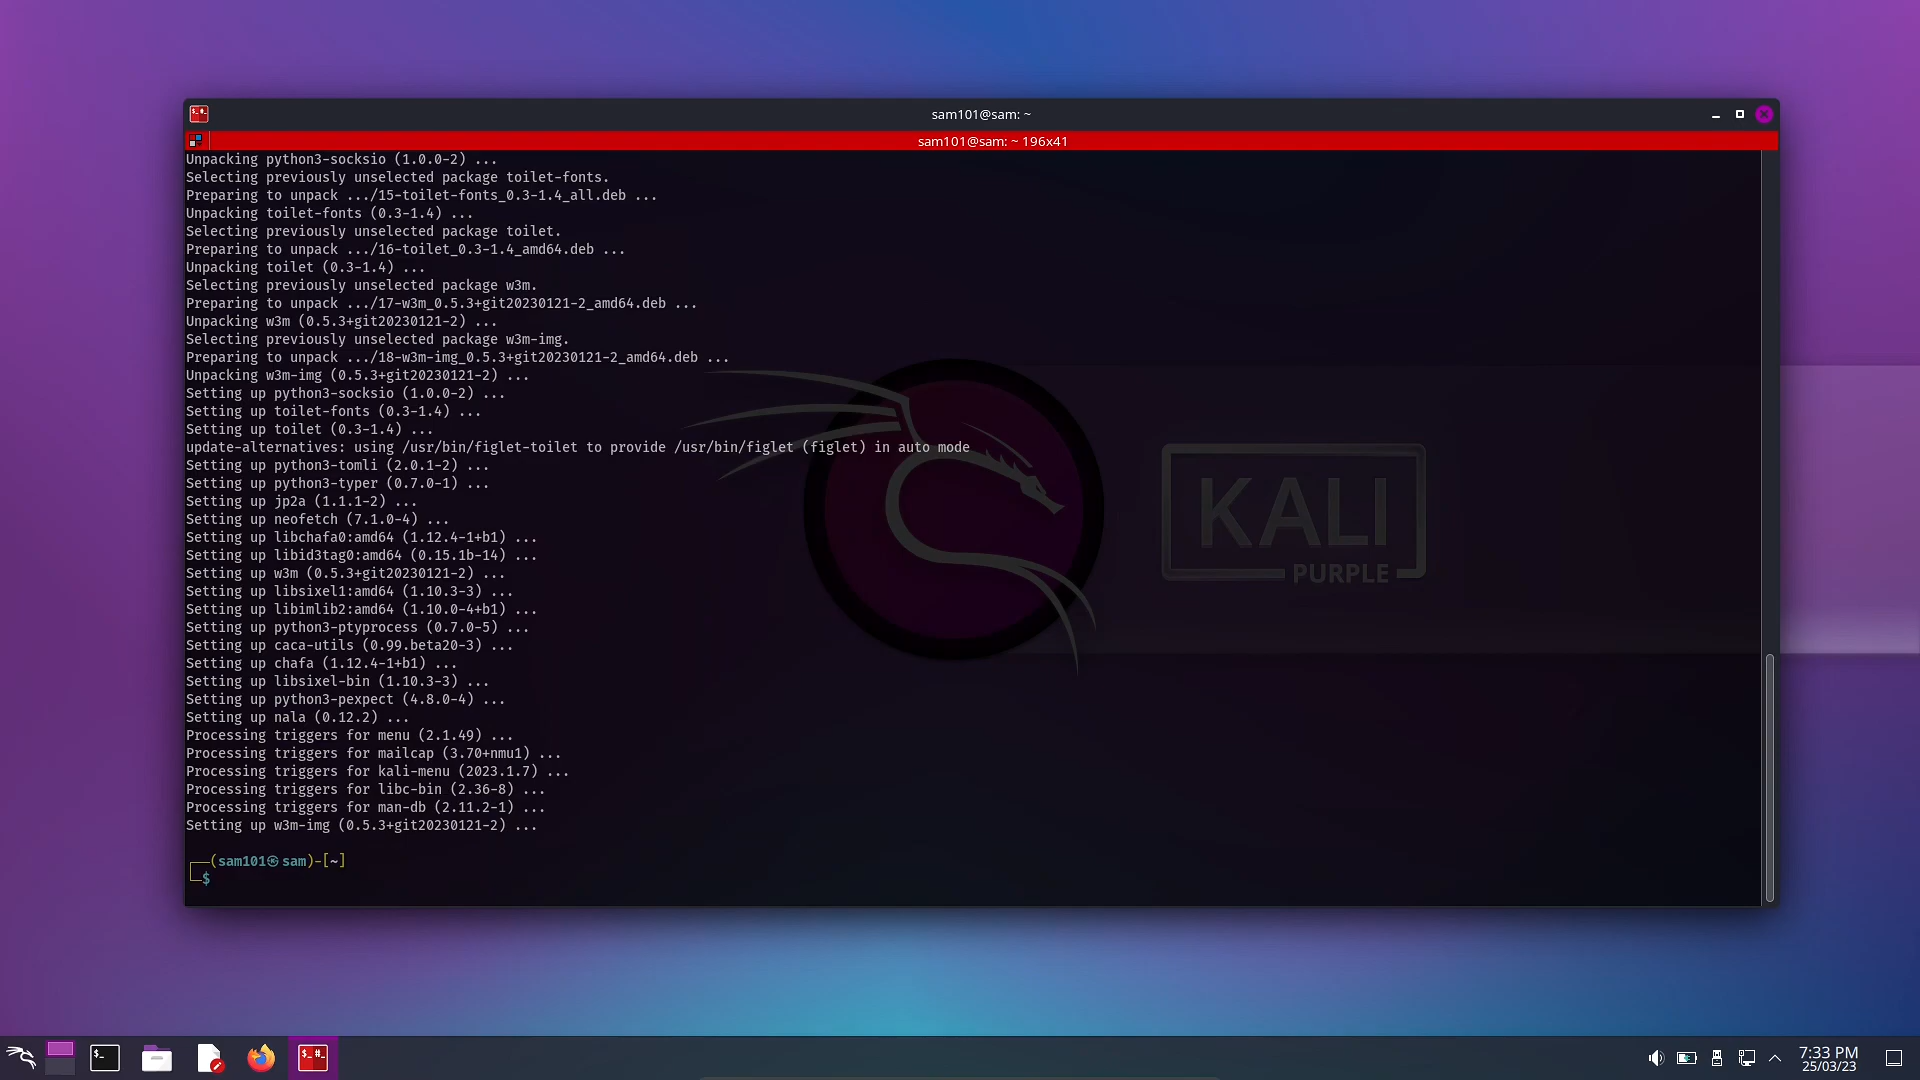 sam101@sam: ~
sam101@sam: ~ 196x41
Unpacking python3-socksio (1.0.0-2) ...
Selecting previously unselected package toilet-fonts.
Preparing to unpack .../15-toilet-fonts_0.3-1.4_all.deb ...
Unpacking toilet-fonts (0.3-1.4) ...
Selecting previously unselected package toilet.
Preparing to unpack .../16-toilet_0.3-1.4_amd64.deb ...
Unpacking toilet (0.3-1.4) ...
Selecting previously unselected package w3m.
Preparing to unpack .../17-w3m_0.5.3+git20230121-2_amd64.deb ...
Unpacking w3m (0.5.3+git20230121-2) ...
Selecting previously unselected package w3m-img.
Preparing to unpack .../18-w3m-img_0.5.3+git20230121-2_amd64.deb ...
Unpacking w3m-img (0.5.3+git20230121-2) ...
Setting up python3-socksio (1.0.0-2) ...
Setting up toilet-fonts (0.3-1.4) ...
Setting up toilet (0.3-1.4) ...
update-alternatives: using /usr/bin/figlet-toilet to provide /usr/bin/figlet (figlet) in auto mode
Setting up python3-tomli (2.0.1-2) ...
Setting up python3-typer (0.7.0-1) ...
Setting up jp2a (1.1.1-2) ...
Setting up neofetch (7.1.0-4) ...
Setting up libchafa0:amd64 (1.12.4-1+b1) ...
Setting up libid3tag0:amd64 (0.15.1b-14) ...
Setting up w3m (0.5.3+git20230121-2) ...
Setting up libsixel1:amd64 (1.10.3-3) ...
Setting up libimlib2:amd64 (1.10.0-4+b1) ...
Setting up python3-ptyprocess (0.7.0-5) ...
Setting up caca-utils (0.99.beta20-3) ...
Setting up chafa (1.12.4-1+b1) ...
Setting up libsixel-bin (1.10.3-3) ...
Setting up python3-pexpect (4.8.0-4) ...
Setting up nala (0.12.2) ...
Processing triggers for menu (2.1.49) ...
Processing triggers for mailcap (3.70+nmu1) ...
Processing triggers for kali-menu (2023.1.7) ...
Processing triggers for libc-bin (2.36-8) ...
Processing triggers for man-db (2.11.2-1) ...
Setting up w3m-img (0.5.3+git20230121-2) ...
┌──(sam101㉿sam)-[~]
└─$
KALI
PURPLE
7:33 PM
25/03/23